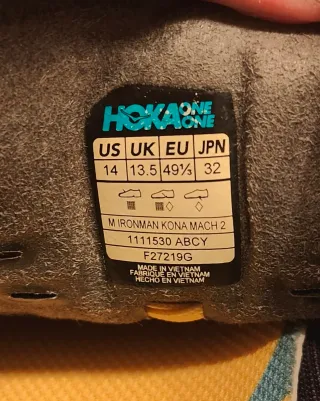 HOKA ONE ONE
US UK EU JPN
14 13.5 49⅓ 32
M IRONMAN KONA MACH 2
1111530 ABCY
F27219G
MADE IN VIETNAM
FABRIQUÉ EN VIETNAM
HECHO EN VIETNAM